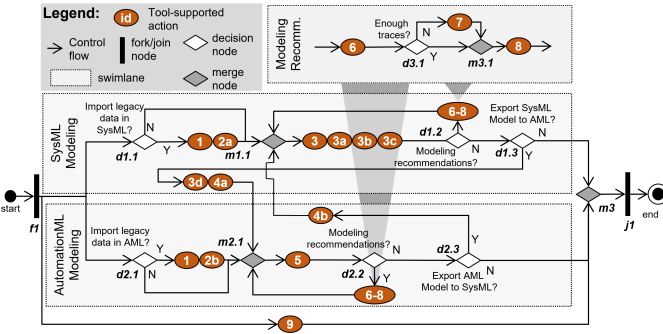 Legend:
id
Tool-supported
action
Control
flow
fork/join
node
decision
node
swimlane
merge
node
Modeling
Recomm.
Enough
traces?
N
7
6
Y
8
d3.1
m3.1
SysML
Modeling
Import legacy
data in
SysML?
N
Y
d1.1
1
2a
m1.1
3
3a
3b
3c
6-8
d1.2
Y
N
Modeling
recommendations?
Export SysML
Model to AML?
N
d1.3
Y
3d
4a
start
f1
m3
j1
end
AutomationML
Modeling
Import legacy
data in AML?
Y
d2.1
N
1
2b
m2.1
5
4b
Modeling
recommendations?
N
d2.2
Y
6-8
d2.3
Y
N
Export AML
Model to SysML?
9